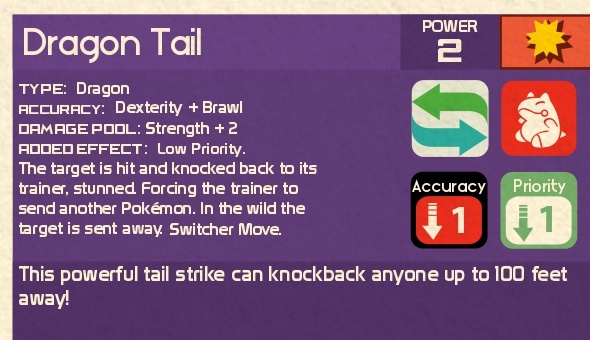 Dragon Tail
POWER
2
TYPE: Dragon
ACCURACY: Dexterity + Brawl
DAMAGE POOL: Strength + 2
ADDED EFFECT: Low Priority.
The target is hit and knocked back to its
trainer, stunned. Forcing the trainer to
send another Pokémon. In the wild the
target is sent away. Switcher Move.
Accuracy
1
Priority
1
This powerful tail strike can knockback anyone up to 100 feet
away!